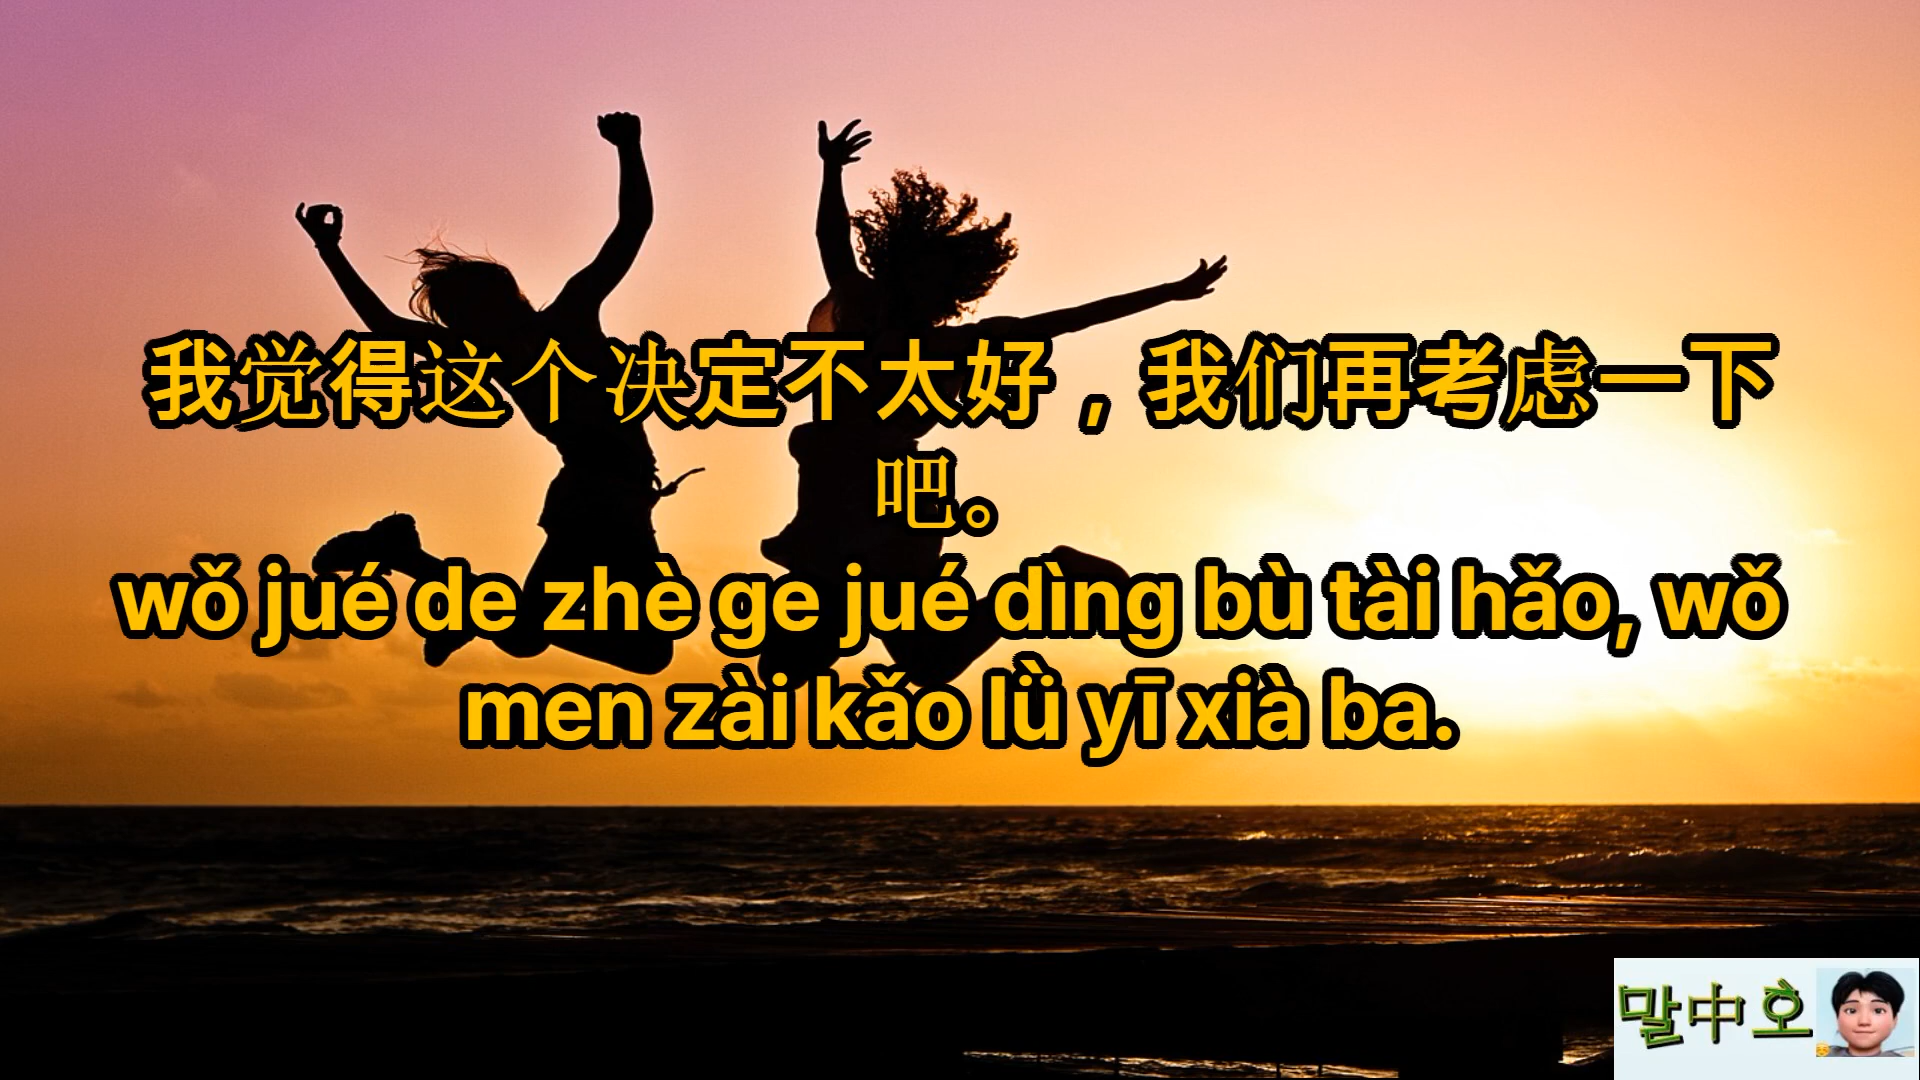 我觉得这个决定不太好，我们再考虑一下
吧。
wǒ jué de zhè ge jué dìng bù tài hǎo, wǒ
men zài kǎo lǜ yī xià ba.
말中호